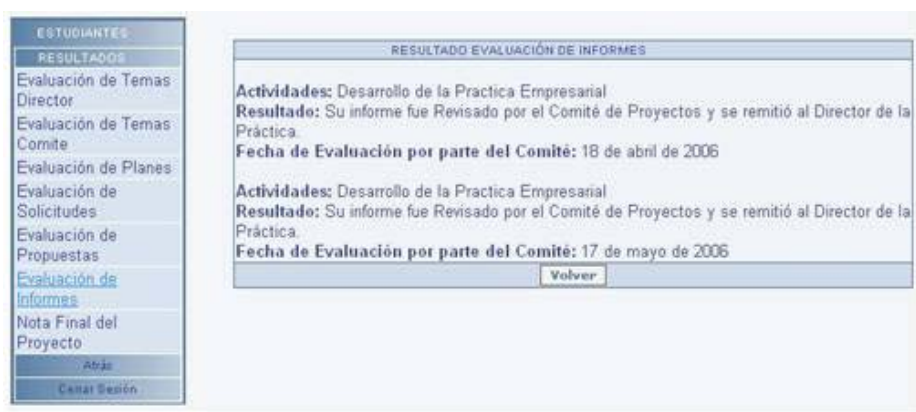 ESTUDIANTES
RESULTADOS
Evaluación de Temas
Director
Evaluación de Temas
Comite
Evaluación de Planes
Evaluación de
Solicitudes
Evaluación de
Propuestas
Evaluación de
Informes
Nota Final del
Proyecto
Atrás
Cerrar Sesión
RESULTADO EVALUACIÓN DE INFORMES
Actividades: Desarrollo de la Practica Empresarial
Resultado: Su informe fue Revisado por el Comité de Proyectos y se remitió al Director de la
Práctica.
Fecha de Evaluación por parte del Comité: 18 de abril de 2006
Actividades: Desarrollo de la Practica Empresarial
Resultado: Su informe fue Revisado por el Comité de Proyectos y se remitió al Director de la
Práctica.
Fecha de Evaluación por parte del Comité: 17 de mayo de 2006
Volver